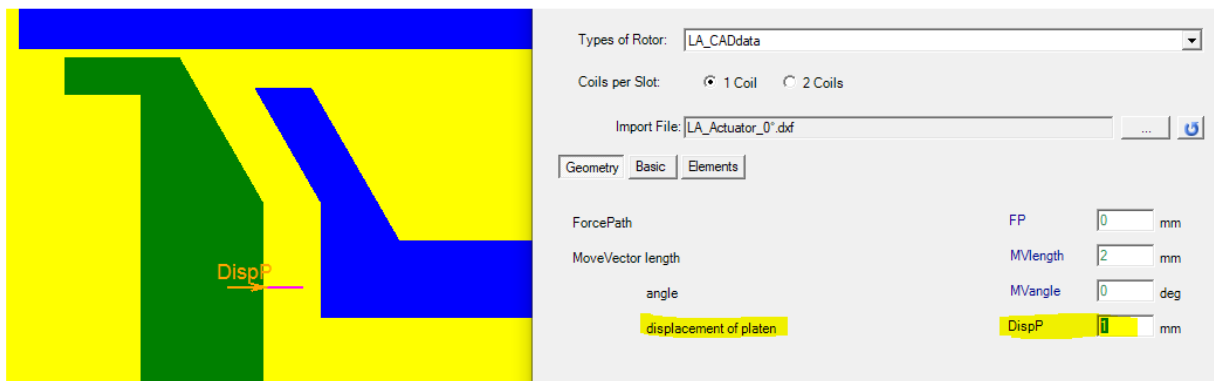 Types of Rotor: LA_CADdata
Coils per Slot: 1 Coil 2 Coils
Import File: LA_Actuator_0°.dxf ...
Geometry Basic Elements
ForcePath FP 0 mm
MoveVector length MVlength 2 mm
angle MVangle 0 deg
DispP
displacement of platen DispP 1 mm